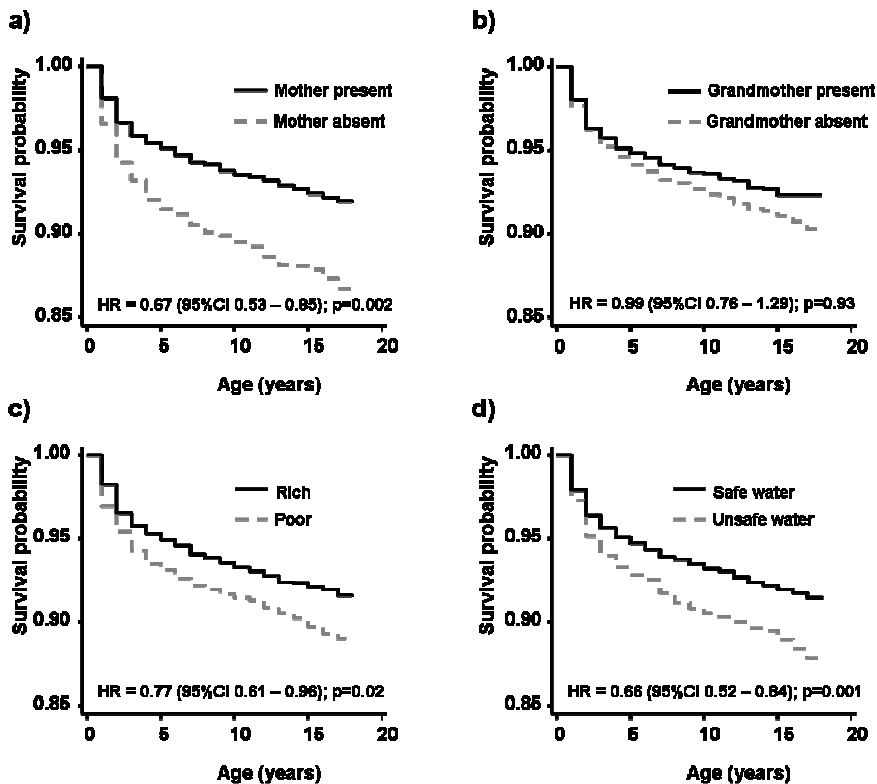 a)
Survival probability
1.00
0.95
0.90
0.85
Mother present
Mother absent
HR = 0.67 (95%CI 0.53 – 0.85); p=0.002
0 5 10 15 20
Age (years)
b)
Survival probability
1.00
0.95
0.90
0.85
Grandmother present
Grandmother absent
HR = 0.99 (95%CI 0.76 – 1.29); p=0.93
0 5 10 15 20
Age (years)
c)
Survival probability
1.00
0.95
0.90
0.85
Rich
Poor
HR = 0.77 (95%CI 0.61 – 0.96); p=0.02
0 5 10 15 20
Age (years)
d)
Survival probability
1.00
0.95
0.90
0.85
Safe water
Unsafe water
HR = 0.66 (95%CI 0.52 – 0.84); p=0.001
0 5 10 15 20
Age (years)